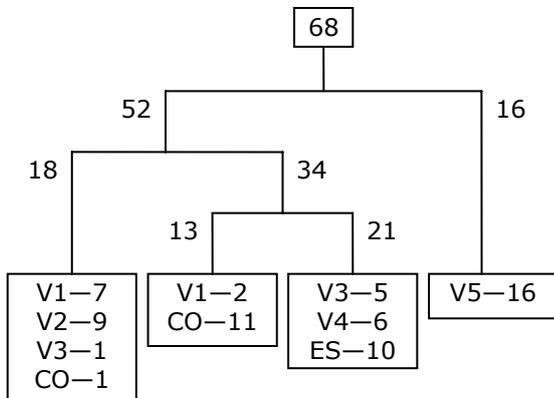 68
52 16
18 34
13 21
V1—7 V1—2 V3—5 V5—16
V2—9 CO—11 V4—6
V3—1 ES—10
CO—1